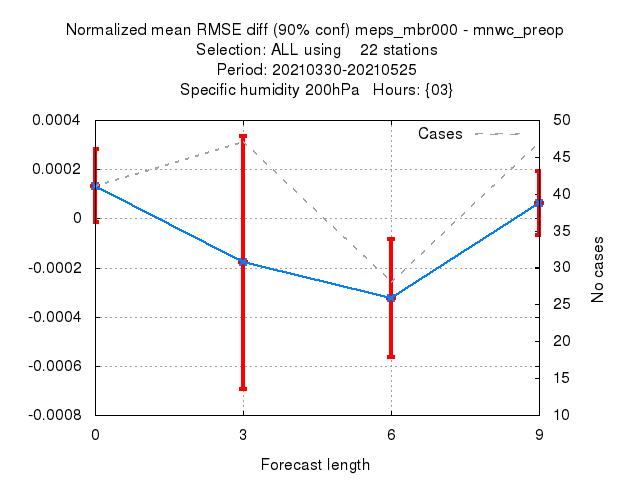 Normalized mean RMSE diff (90% conf) meps_mbr000 - mnwc_preop
Selection: ALL using    22 stations
Period: 20210330-20210525
Specific humidity 200hPa   Hours: {03}
0.0004
0.0002
0
-0.0002
-0.0004
-0.0006
-0.0008
Cases
50
45
40
35
30
25
20
15
10
No cases
0 3 6 9
Forecast length